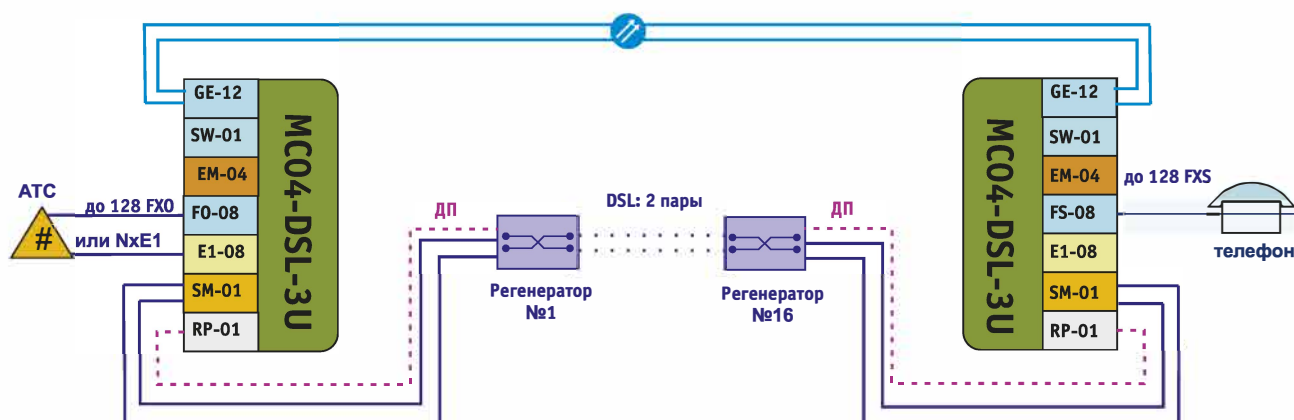 GE-12
SW-01
EM-04
FO-08
E1-08
SM-01
RP-01
MC04-DSL-3U
АТС
#
до 128 FXO
или NxE1
ДП
Регенератор
№1
DSL: 2 пары
ДП
Регенератор
№16
MC04-DSL-3U
GE-12
SW-01
EM-04
FS-08
E1-08
SM-01
RP-01
до 128 FXS
телефон